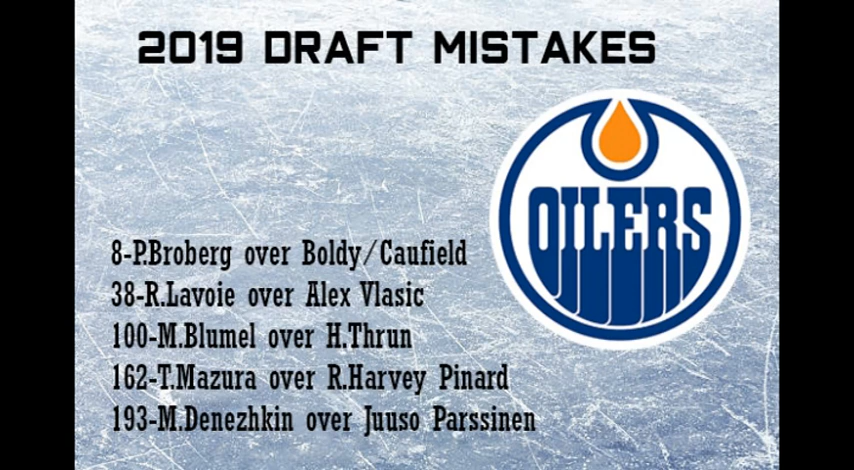 2019 DRAFT MISTAKES
OILERS
8-P.Broberg over Boldy/Caufield
38-R.Lavoie over Alex Vlasic
100-M.Blumel over H.Thrun
162-T.Mazura over R.Harvey Pinard
193-M.Denezhkin over Juuso Parssinen